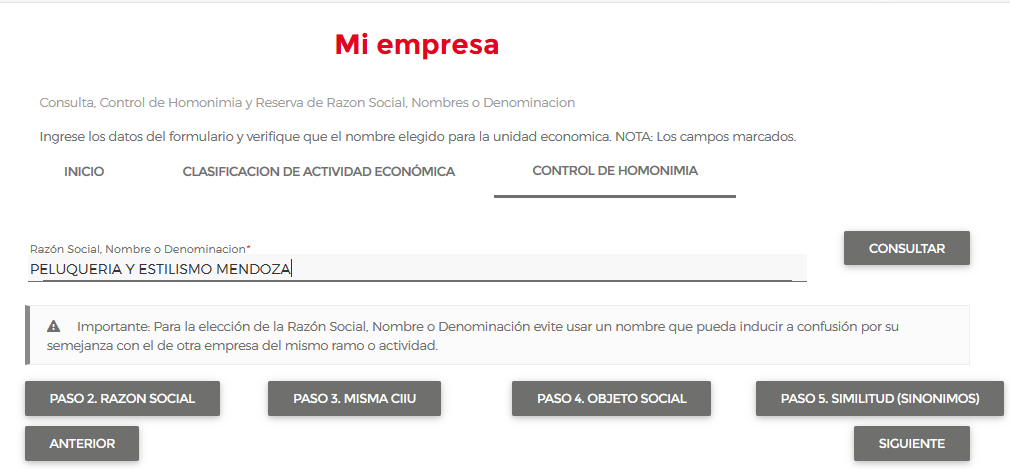 Mi empresa
Consulta, Control de Homonimia y Reserva de Razon Social, Nombres o Denominacion
Ingrese los datos del formulario y verifique que el nombre elegido para la unidad economica. NOTA: Los campos marcados.
INICIO CLASIFICACION DE ACTIVIDAD ECONÓMICA CONTROL DE HOMONIMIA
Razón Social, Nombre o Denominacion*
PELUQUERIA Y ESTILISMO MENDOZA
CONSULTAR
Importante: Para la elección de la Razón Social, Nombre o Denominación evite usar un nombre que pueda inducir a confusión por su
semejanza con el de otra empresa del mismo ramo o actividad.
PASO 2. RAZON SOCIAL PASO 3. MISMA CIIU PASO 4. OBJETO SOCIAL PASO 5. SIMILITUD (SINONIMOS)
ANTERIOR SIGUIENTE